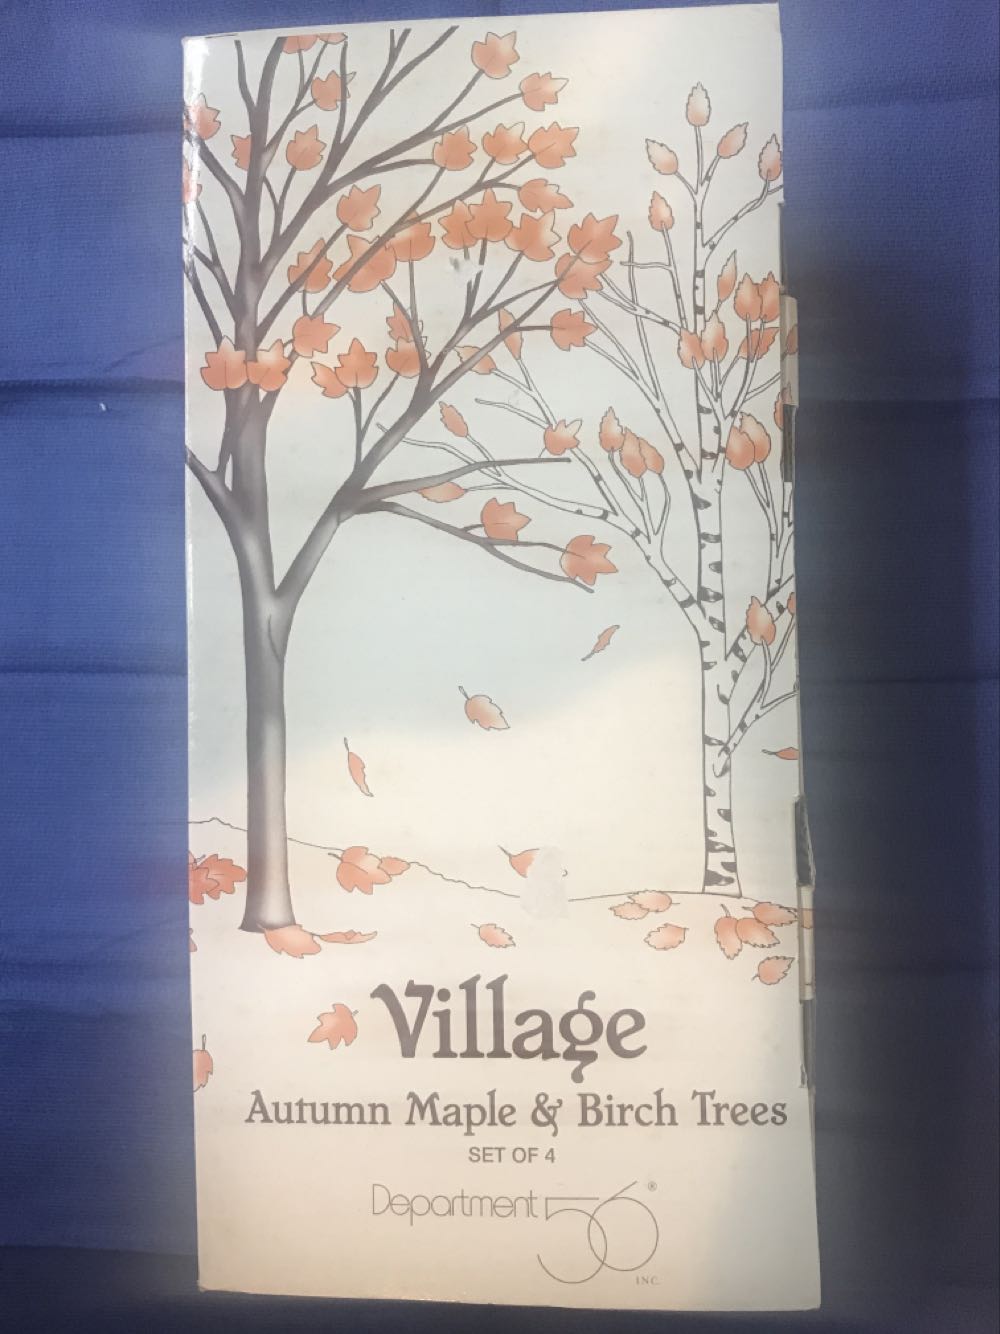 Village
Autumn Maple & Birch Trees
SET OF 4
Department 56®
INC.